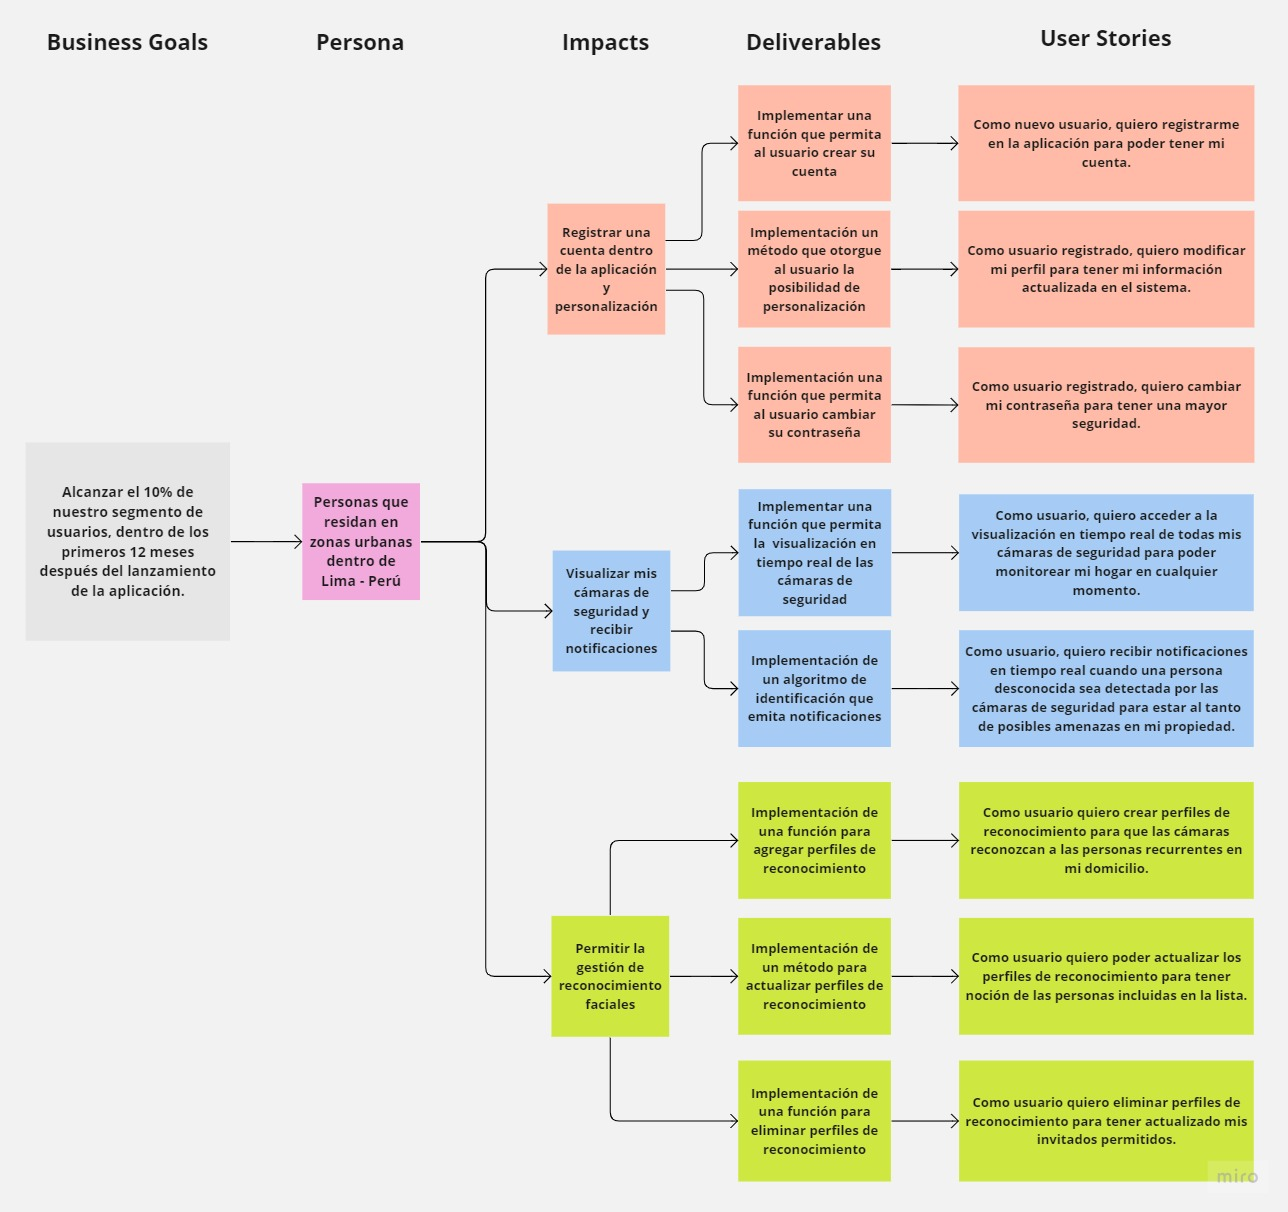 Business Goals
Persona
Impacts
Deliverables
User Stories
Alcanzar el 10% de
nuestro segmento de
usuarios, dentro de los
primeros 12 meses
después del lanzamiento
de la aplicación.
Personas que
residan en
zonas urbanas
dentro de
Lima - Perú
Registrar una
cuenta dentro
de la aplicación
y
personalización
Implementar una
función que permita
al usuario crear su
cuenta
Como nuevo usuario, quiero registrarme
en la aplicación para poder tener mi
cuenta.
Implementación un
método que otorgue
al usuario la
posibilidad de
personalización
Como usuario registrado, quiero modificar
mi perfil para tener mi información
actualizada en el sistema.
Implementación una
función que permita
al usuario cambiar
su contraseña
Como usuario registrado, quiero cambiar
mi contraseña para tener una mayor
seguridad.
Visualizar mis
cámaras de
seguridad y
recibir
notificaciones
Implementar una
función que permita
la visualización en
tiempo real de las
cámaras de
seguridad
Como usuario, quiero acceder a la
visualización en tiempo real de todas mis
cámaras de seguridad para poder
monitorear mi hogar en cualquier
momento.
Implementación de
un algoritmo de
identificación que
emita notificaciones
Como usuario, quiero recibir notificaciones
en tiempo real cuando una persona
desconocida sea detectada por las
cámaras de seguridad para estar al tanto
de posibles amenazas en mi propiedad.
Permitir la
gestión de
reconocimiento
faciales
Implementación de
una función para
agregar perfiles de
reconocimiento
Como usuario quiero crear perfiles de
reconocimiento para que las cámaras
reconozcan a las personas recurrentes en
mi domicilio.
Implementación de
un método para
actualizar perfiles de
reconocimiento
Como usuario quiero poder actualizar los
perfiles de reconocimiento para tener
noción de las personas incluidas en la lista.
Implementación de
una función para
eliminar perfiles de
reconocimiento
Como usuario quiero eliminar perfiles de
reconocimiento para tener actualizado mis
invitados permitidos.
miro